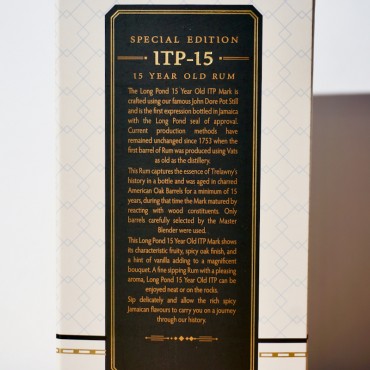 SPECIAL EDITION
ITP-15
15 YEAR OLD RUM
The Long Pond 15 Year Old ITP Mark is
crafted using our famous John Dore Pot Still
and is the first expression bottled in Jamaica
with the Long Pond seal of approval.
Current production methods have
remained unchanged since 1753 when the
first barrel of Rum was produced using Vats
as old as the distillery.
This Rum captures the essence of Trelawny's
history in a bottle and was aged in charred
American Oak Barrels for a minimum of 15
years, during that time the Mark matured by
reacting with wood constituents. Only
barrels carefully selected by the Master
Blender were used.
This Long Pond 15 Year Old ITP Mark shows
its characteristic fruity, spicy oak finish, and
a hint of vanilla adding to a magnificent
bouquet. A fine sipping Rum with a pleasing
aroma, Long Pond 15 Year Old ITP can be
enjoyed neat or on the rocks.
Sip delicately and allow the rich spicy
Jamaican flavours to carry you on a journey
through our history.